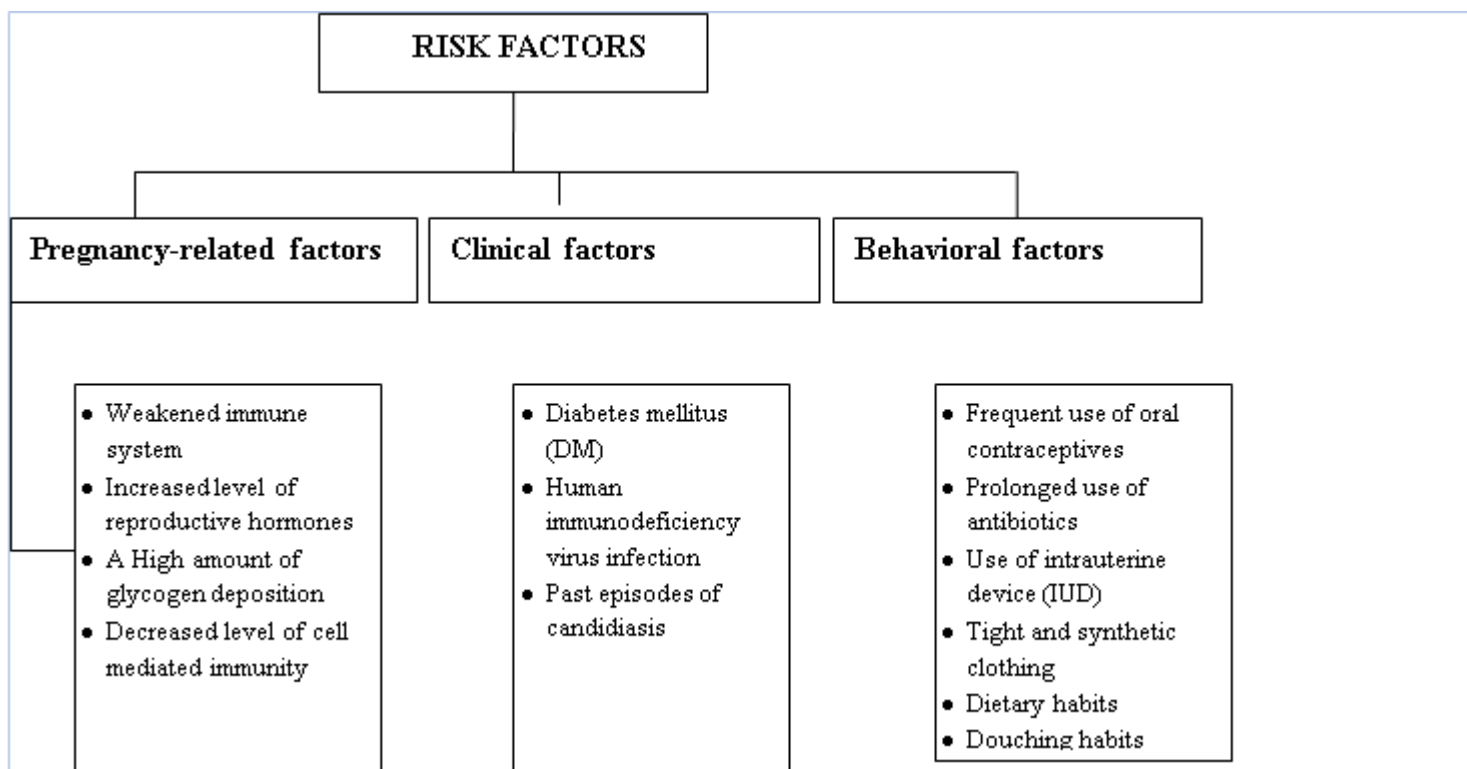 RISK FACTORS
Pregnancy-related factors
Clinical factors
Behavioral factors
● Weakened immune
system
● Increased level of
reproductive hormones
● A High amount of
glycogen deposition
● Decreased level of cell
mediated immunity
● Diabetes mellitus
(DM)
● Human
immunodeficiency
virus infection
● Past episodes of
candidiasis
● Frequent use of oral
contraceptives
● Prolonged use of
antibiotics
● Use of intrauterine
device (IUD)
● Tight and synthetic
clothing
● Dietary habits
● Douching habits